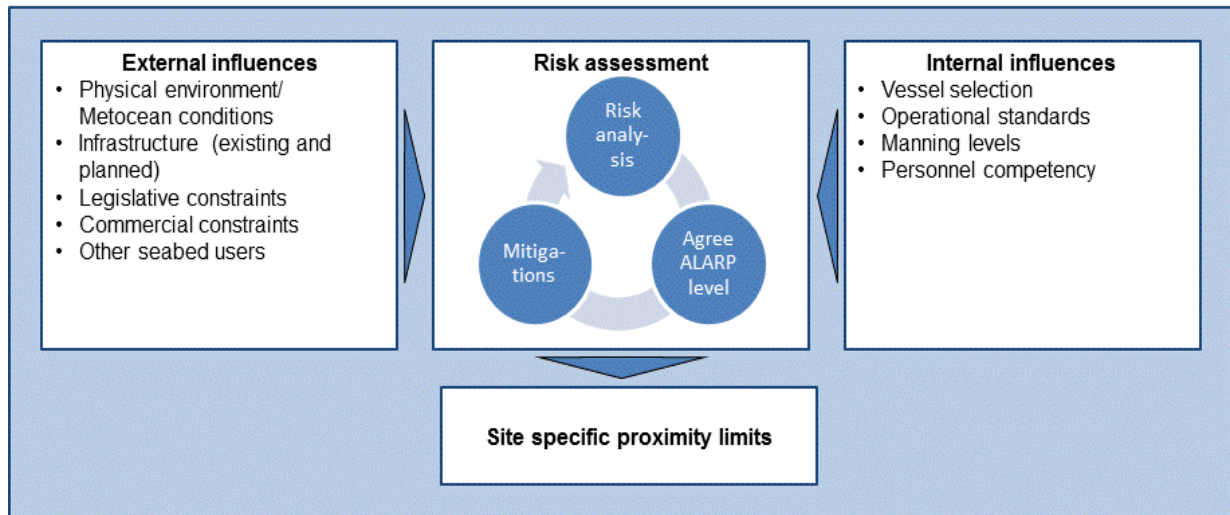 External influences
• Physical environment/
Metocean conditions
• Infrastructure (existing and
planned)
• Legislative constraints
• Commercial constraints
• Other seabed users
Risk assessment
Risk
analy-
sis
Mitiga-
tions
Agree
ALARP
level
Internal influences
• Vessel selection
• Operational standards
• Manning levels
• Personnel competency
Site specific proximity limits